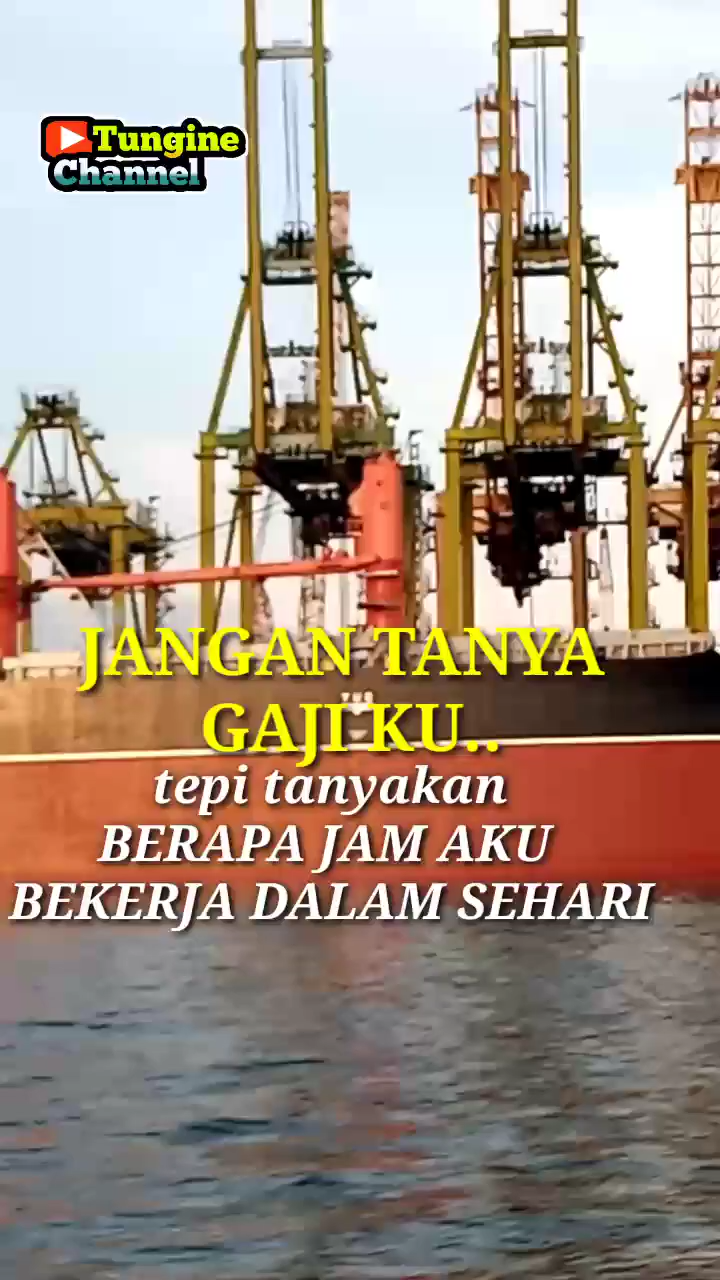 Tungine
Channel
JANGAN TANYA
GAJI KU..
tepi tanyakan
BERAPA JAM AKU
BEKERJA DALAM SEHARI